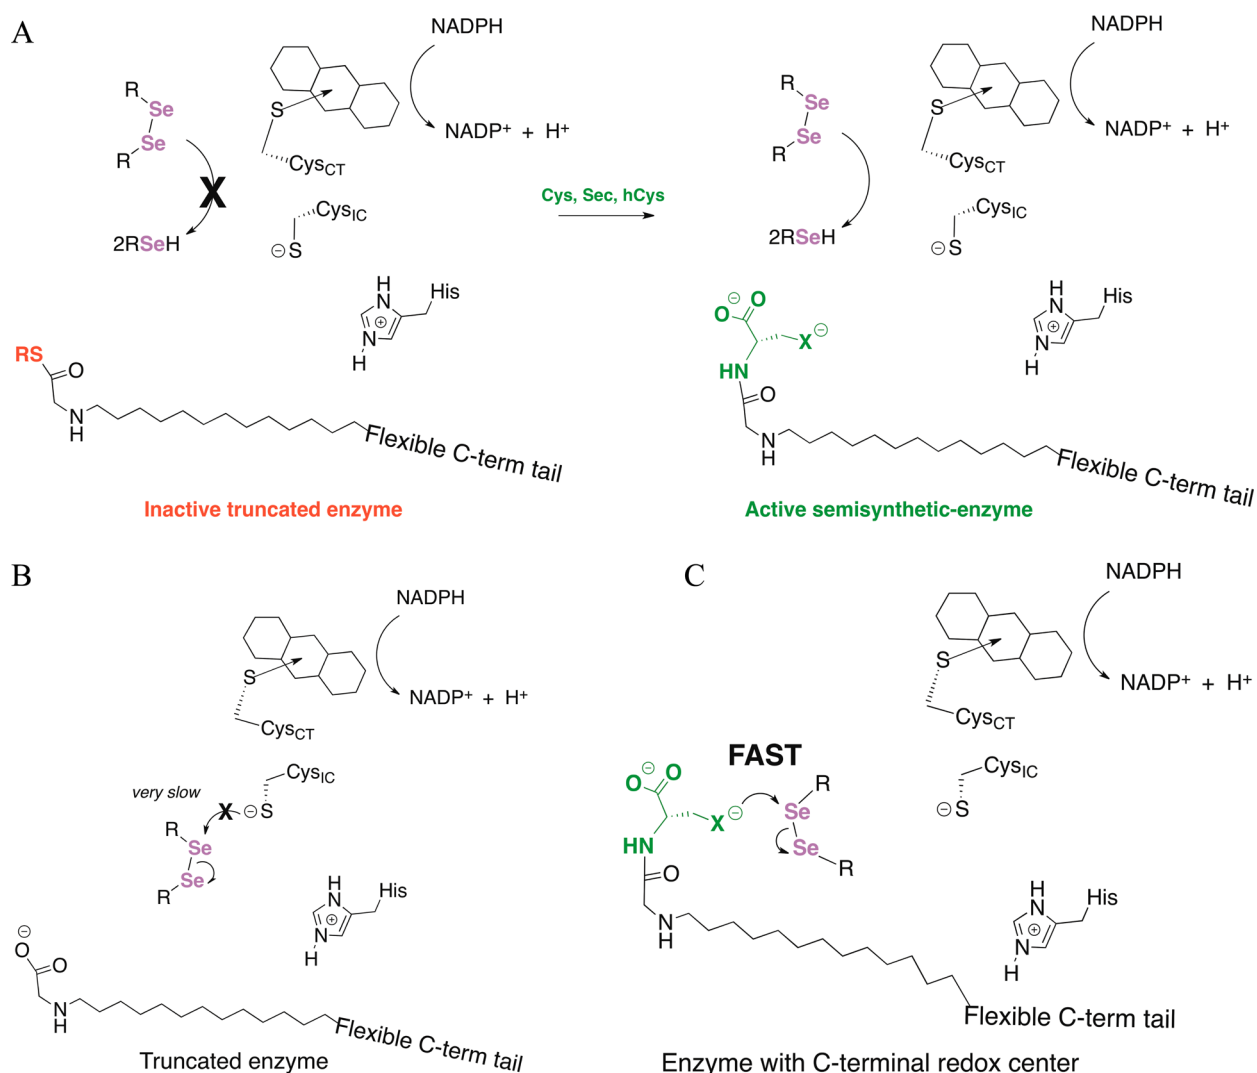 A
NADPH
R
Se
Se
R
S
CysCT
NADP+ + H+
X
CysIC
⊖ S
2RSeH
H
N
His
⊕
N
H
RS
O
N
H
Flexible C-term tail
Inactive truncated enzyme
Cys, Sec, hCys
NADPH
R
Se
Se
R
S
CysCT
NADP+ + H+
CysIC
⊖ S
2RSeH
H
N
His
⊕
N
H
⊖
O O
X ⊖
HN
O
N
H
Flexible C-term tail
Active semisynthetic-enzyme
B
NADPH
S
NADP+ + H+
CysCT
CysIC
very slow
X ⊖ S
R
Se
Se
R
H
N
His
⊕
N
H
⊖
O
O
N
H
Flexible C-term tail
Truncated enzyme
C
NADPH
S
NADP+ + H+
CysCT
FAST
CysIC
⊖ S
⊖
O O
X ⊖
R
Se
Se
R
HN
O
N
H
H
N
His
⊕
N
H
Flexible C-term tail
Enzyme with C-terminal redox center